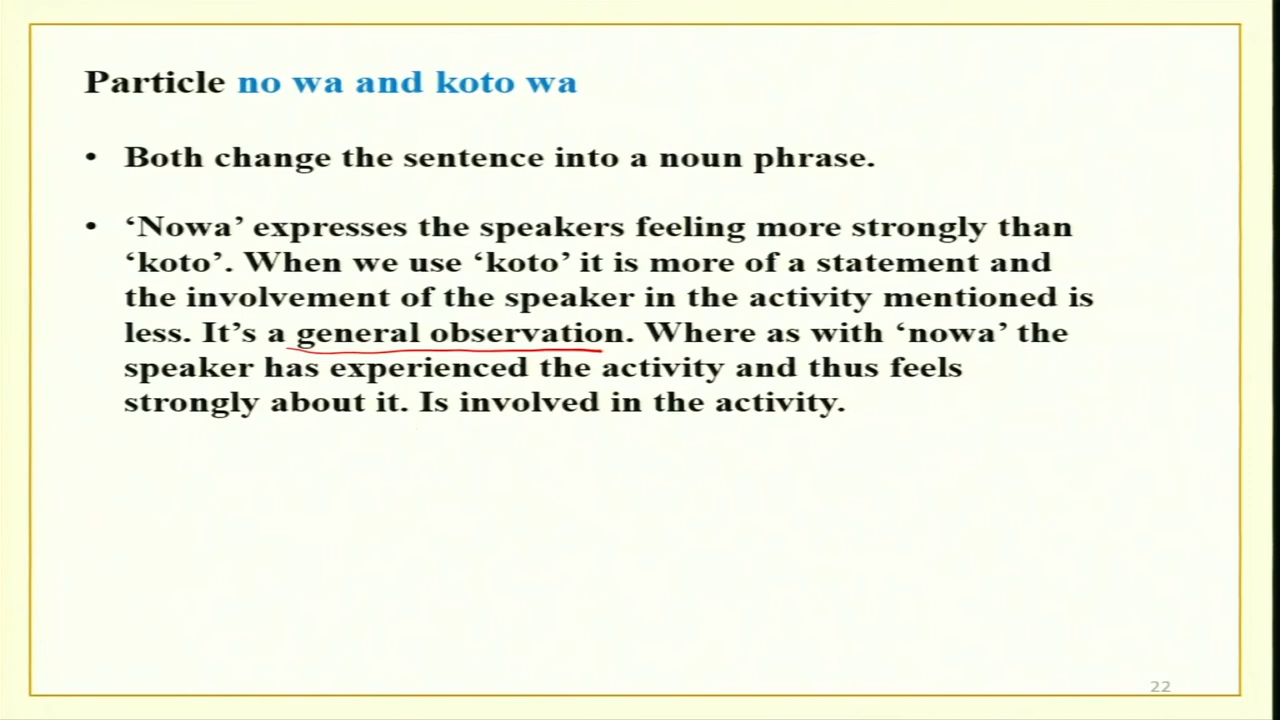 Particle no wa and koto wa
• Both change the sentence into a noun phrase.
• ‘Nowa’ expresses the speakers feeling more strongly than
‘koto’. When we use ‘koto’ it is more of a statement and
the involvement of the speaker in the activity mentioned is
less. It’s a general observation. Where as with ‘nowa’ the
speaker has experienced the activity and thus feels
strongly about it. Is involved in the activity.
22